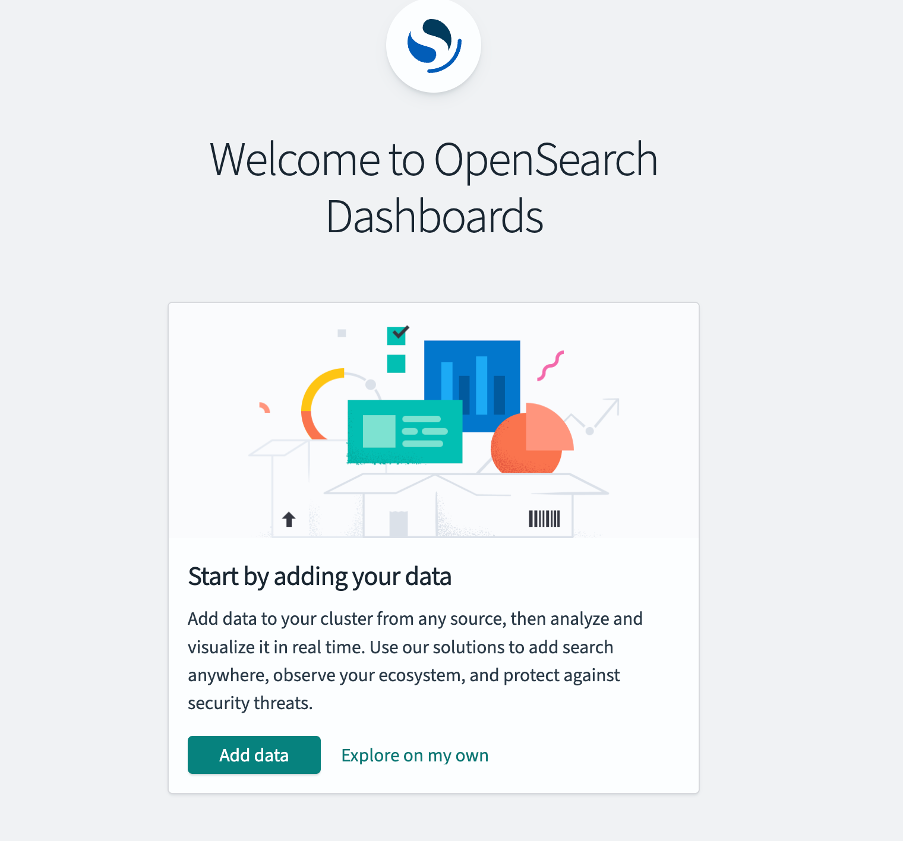 Welcome to OpenSearch
Dashboards
Start by adding your data
Add data to your cluster from any source, then analyze and
visualize it in real time. Use our solutions to add search
anywhere, observe your ecosystem, and protect against
security threats.
Add data
Explore on my own